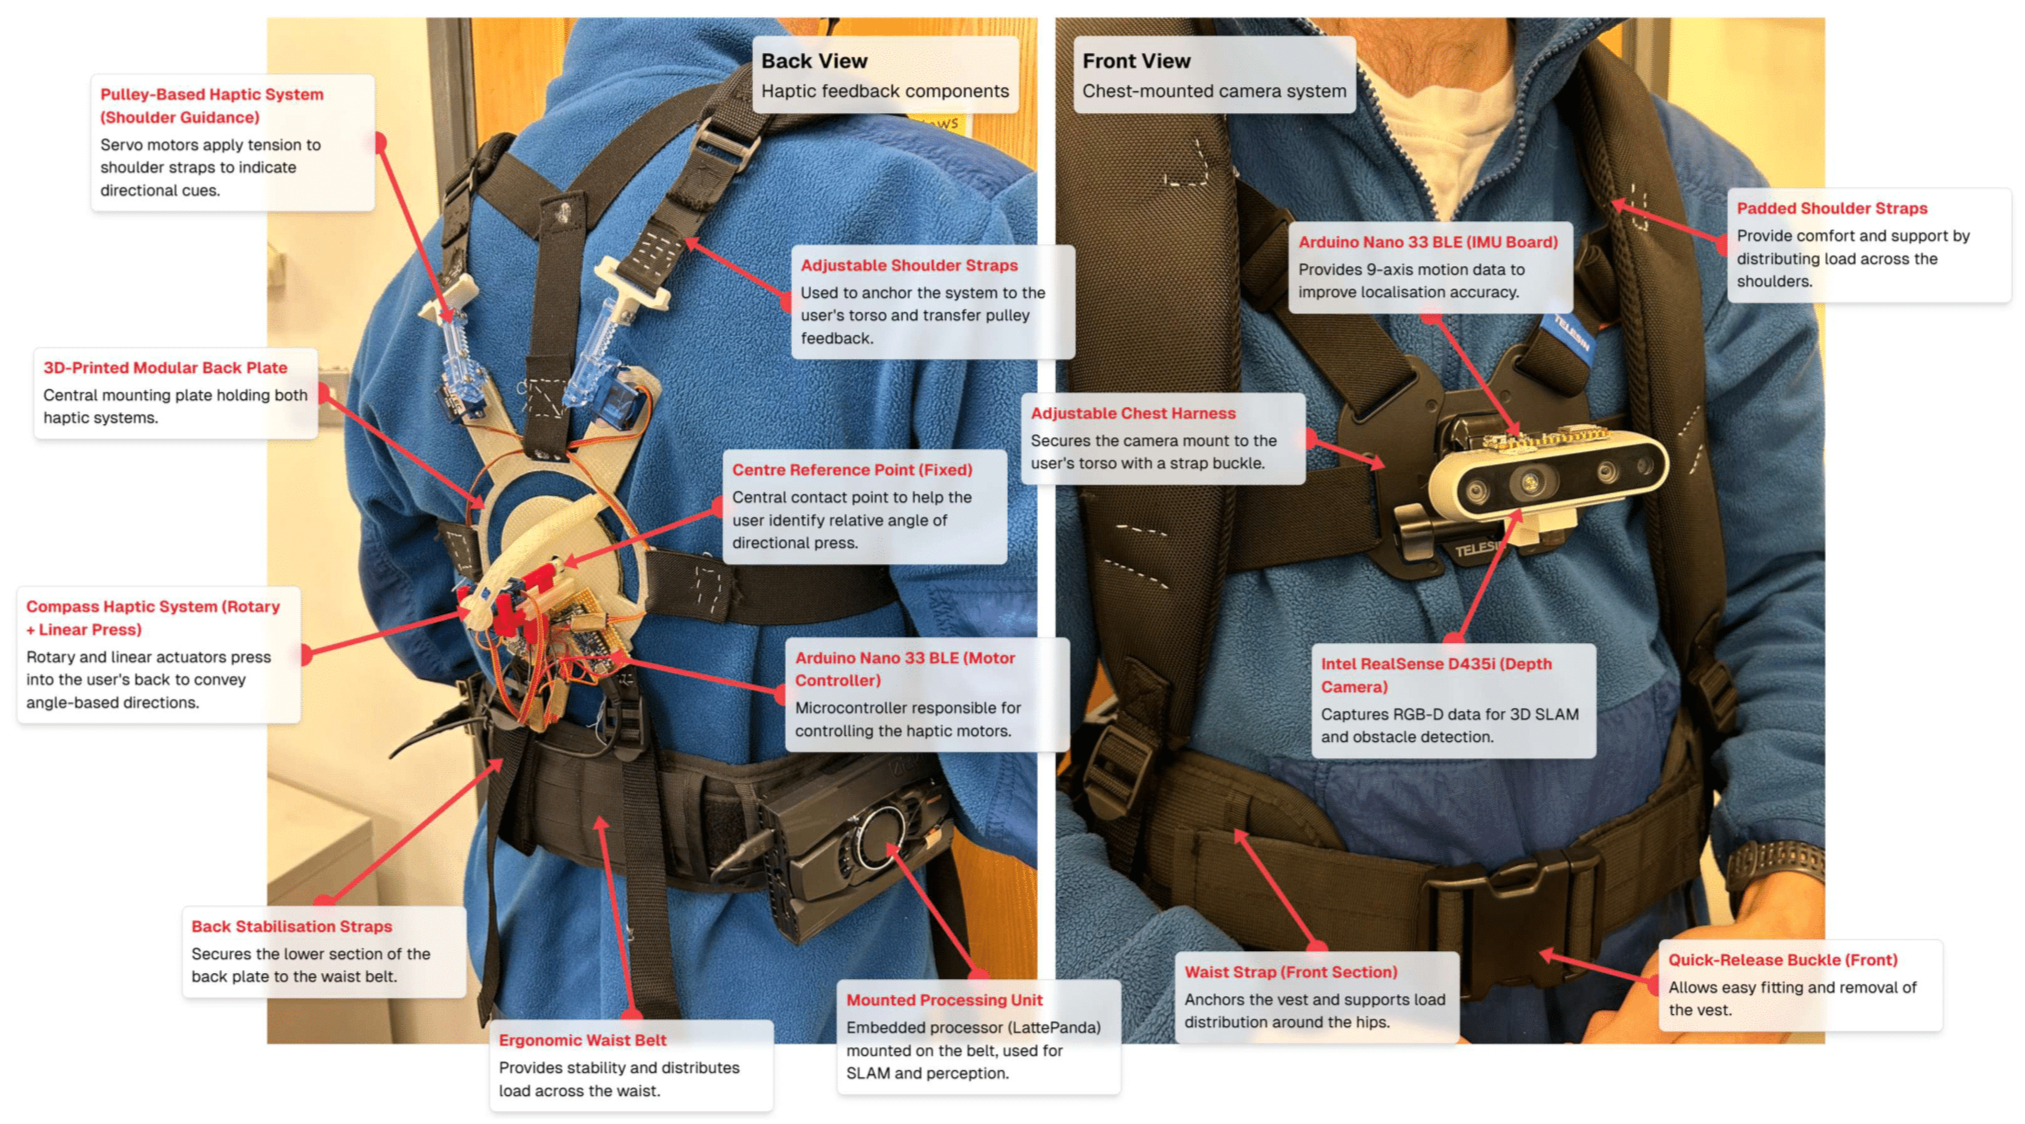 Back View
Haptic feedback components
Pulley-Based Haptic System
(Shoulder Guidance)
Servo motors apply tension to
shoulder straps to indicate
directional cues.
Adjustable Shoulder Straps
Used to anchor the system to the
user's torso and transfer pulley
feedback.
3D-Printed Modular Back Plate
Central mounting plate holding both
haptic systems.
Centre Reference Point (Fixed)
Central contact point to help the
user identify relative angle of
directional press.
Compass Haptic System (Rotary
+ Linear Press)
Rotary and linear actuators press
into the user's back to convey
angle-based directions.
Arduino Nano 33 BLE (Motor
Controller)
Microcontroller responsible for
controlling the haptic motors.
Back Stabilisation Straps
Secures the lower section of the
back plate to the waist belt.
Ergonomic Waist Belt
Provides stability and distributes
load across the waist.
Mounted Processing Unit
Embedded processor (LattePanda)
mounted on the belt, used for
SLAM and perception.
Front View
Chest-mounted camera system
Padded Shoulder Straps
Provide comfort and support by
distributing load across the
shoulders.
Arduino Nano 33 BLE (IMU Board)
Provides 9-axis motion data to
improve localisation accuracy.
TELESIN
Adjustable Chest Harness
Secures the camera mount to the
user's torso with a strap buckle.
TELESIN
Intel RealSense D435i (Depth
Camera)
Captures RGB-D data for 3D SLAM
and obstacle detection.
Waist Strap (Front Section)
Anchors the vest and supports load
distribution around the hips.
Quick-Release Buckle (Front)
Allows easy fitting and removal of
the vest.